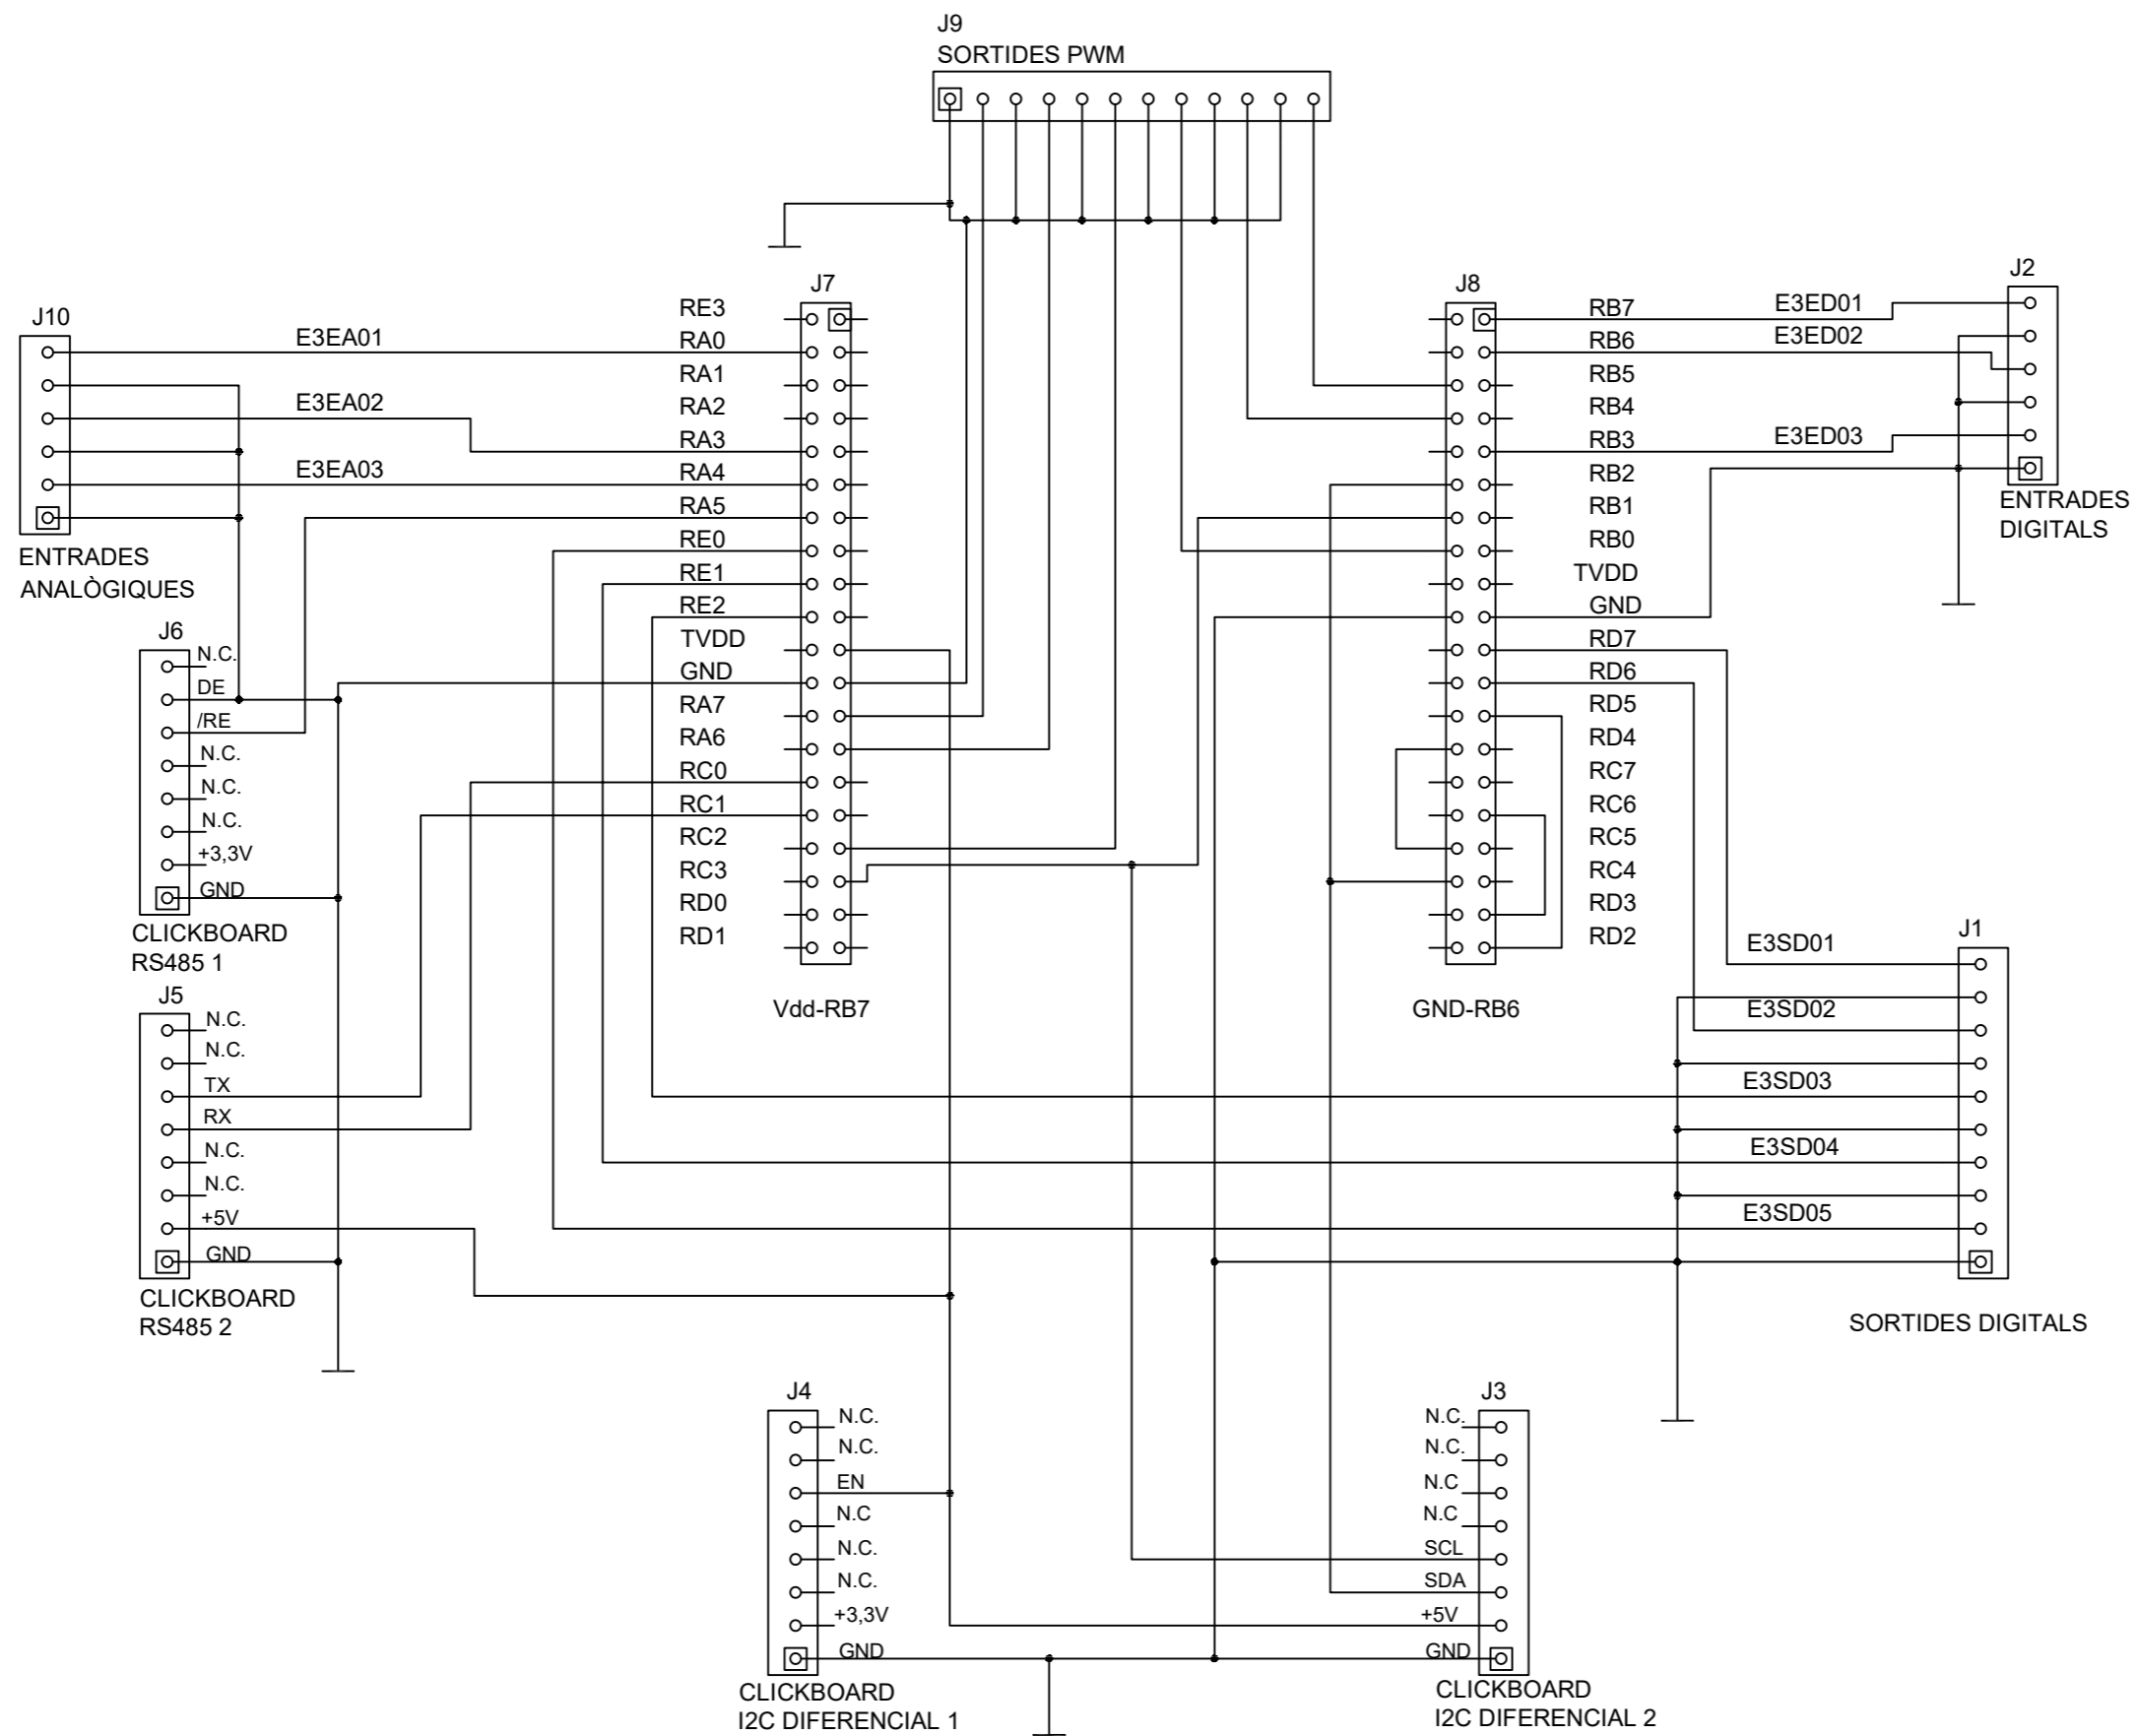 J9
SORTIDES PWM
J10
E3EA01
E3EA02
E3EA03
ENTRADES
ANALÒGIQUES
J7
RE3
RA0
RA1
RA2
RA3
RA4
RA5
RE0
RE1
RE2
TVDD
GND
RA7
RA6
RC0
RC1
RC2
RC3
RD0
RD1
Vdd-RB7
J8
RB7
RB6
RB5
RB4
RB3
RB2
RB1
RB0
TVDD
GND
RD7
RD6
RD5
RD4
RC7
RC6
RC5
RC4
RD3
RD2
GND-RB6
J2
E3ED01
E3ED02
E3ED03
ENTRADES
DIGITALS
J6
N.C.
DE
/RE
N.C.
N.C.
N.C.
+3,3V
GND
CLICKBOARD
RS485 1
J5
N.C.
N.C.
TX
RX
N.C.
N.C.
+5V
GND
CLICKBOARD
RS485 2
J1
E3SD01
E3SD02
E3SD03
E3SD04
E3SD05
SORTIDES DIGITALS
J4
N.C.
N.C.
EN
N.C
N.C.
N.C.
+3,3V
GND
CLICKBOARD
I2C DIFERENCIAL 1
J3
N.C.
N.C.
N.C
N.C
SCL
SDA
+5V
GND
CLICKBOARD
I2C DIFERENCIAL 2